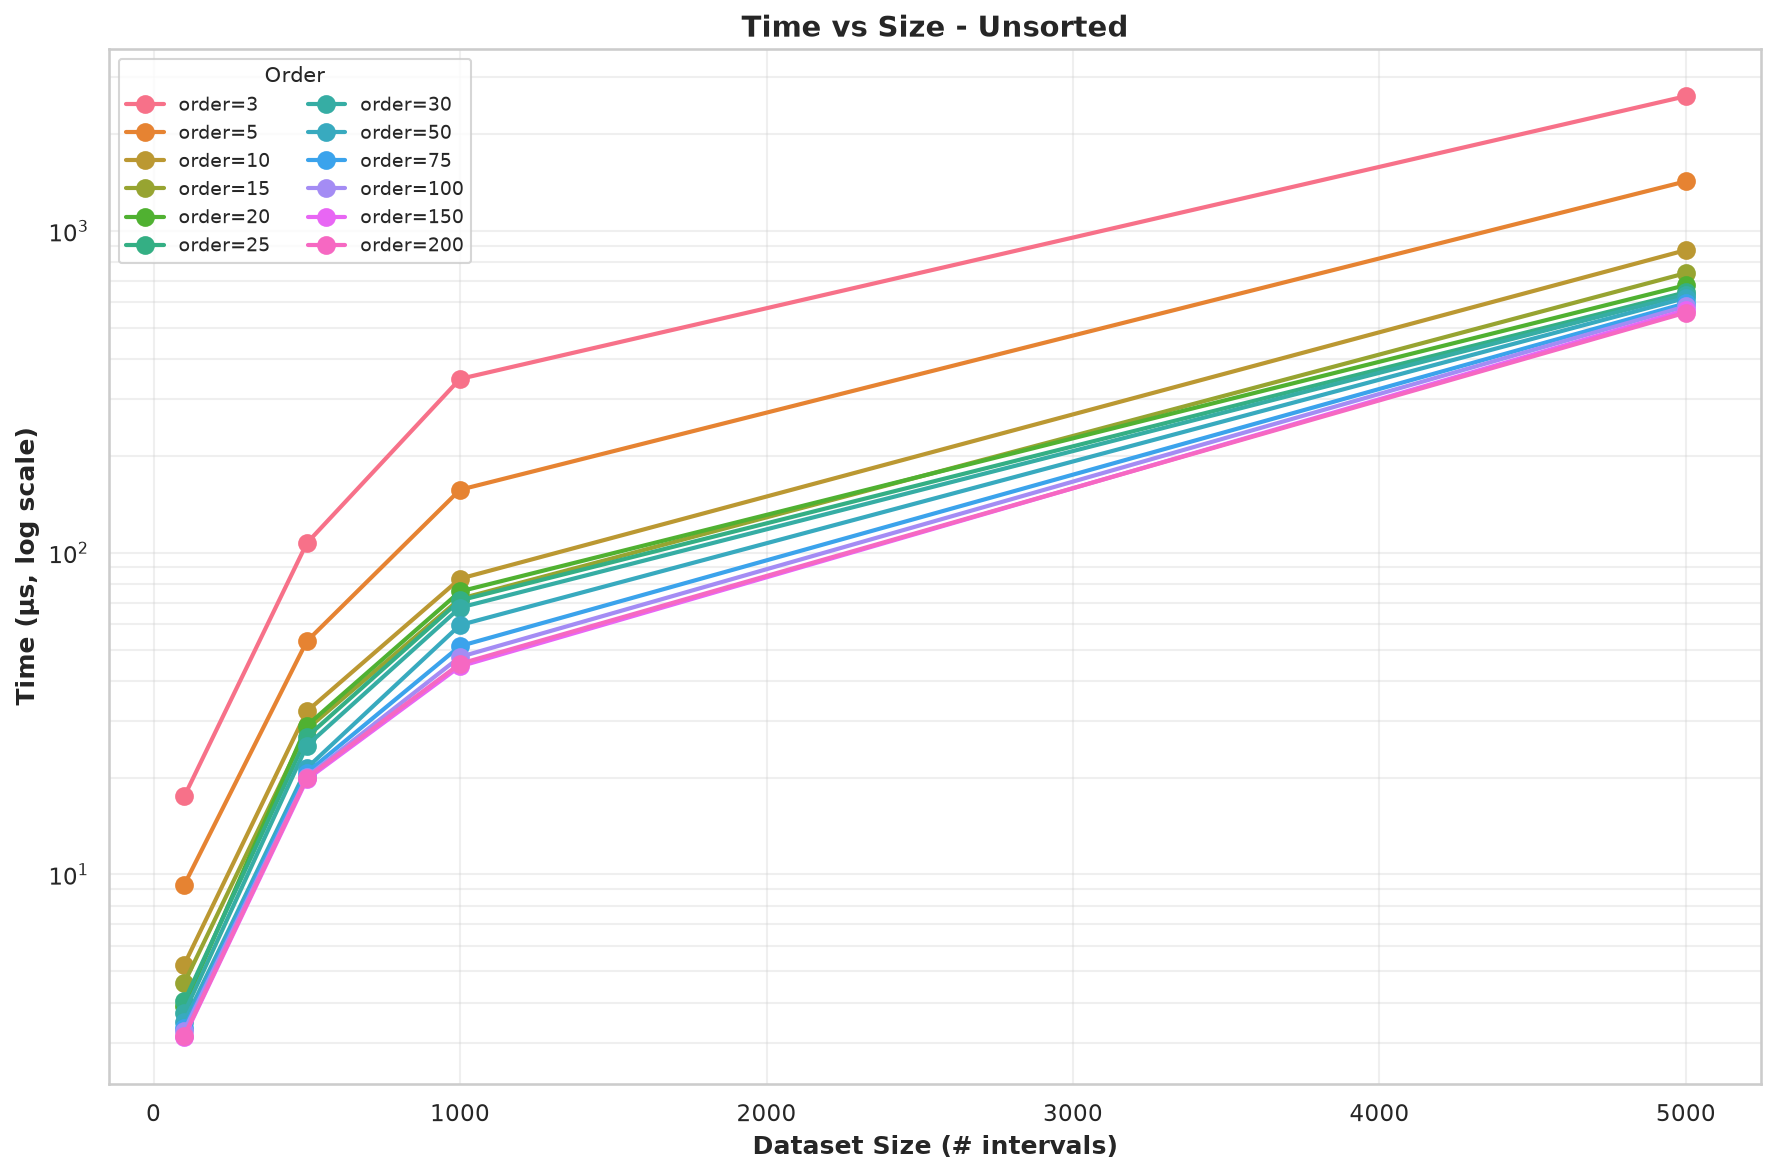 Time vs Size - Unsorted
Order
order=3
order=5
order=10
order=15
order=20
order=25
order=30
order=50
order=75
order=100
order=150
order=200
Time (µs, log scale)
10³
10²
10¹
0 1000 2000 3000 4000 5000
Dataset Size (# intervals)